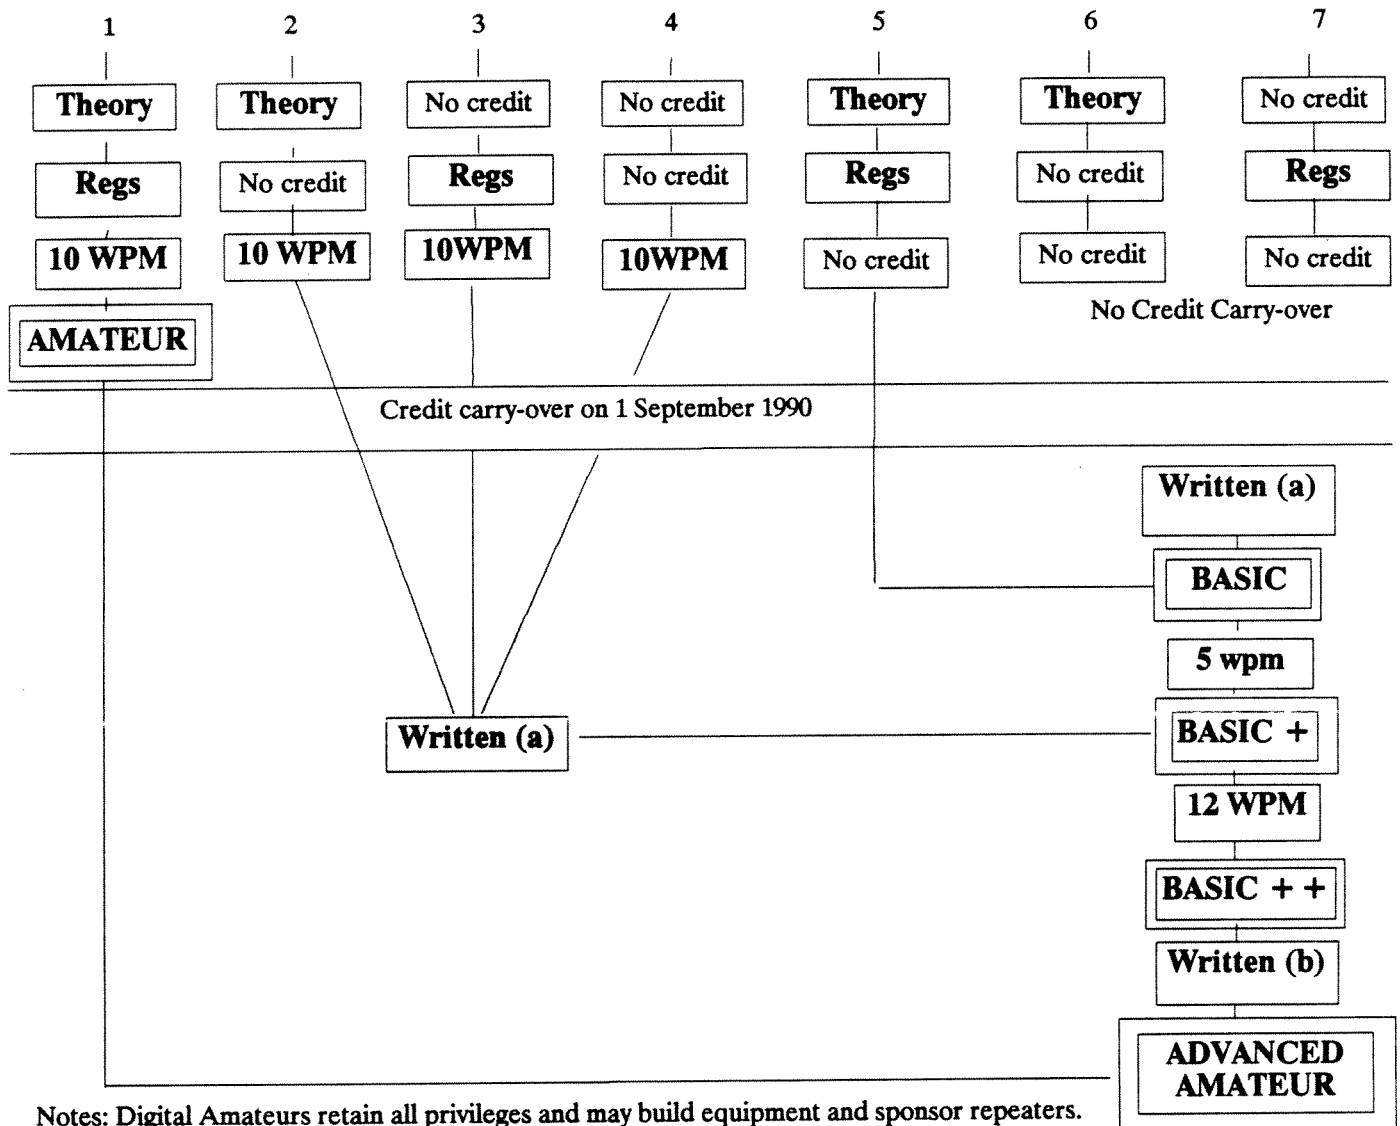 1 2 3 4 5 6 7
Theory Theory No credit No credit Theory Theory No credit
Regs No credit Regs No credit Regs No credit Regs
10 WPM 10 WPM 10WPM 10WPM No credit No credit No credit
No Credit Carry-over
AMATEUR
Credit carry-over on 1 September 1990
Written (a)
BASIC
5 wpm
Written (a) BASIC +
12 WPM
BASIC + +
Written (b)
ADVANCED
AMATEUR
Notes: Digital Amateurs retain all privileges and may build equipment and sponsor repeaters.